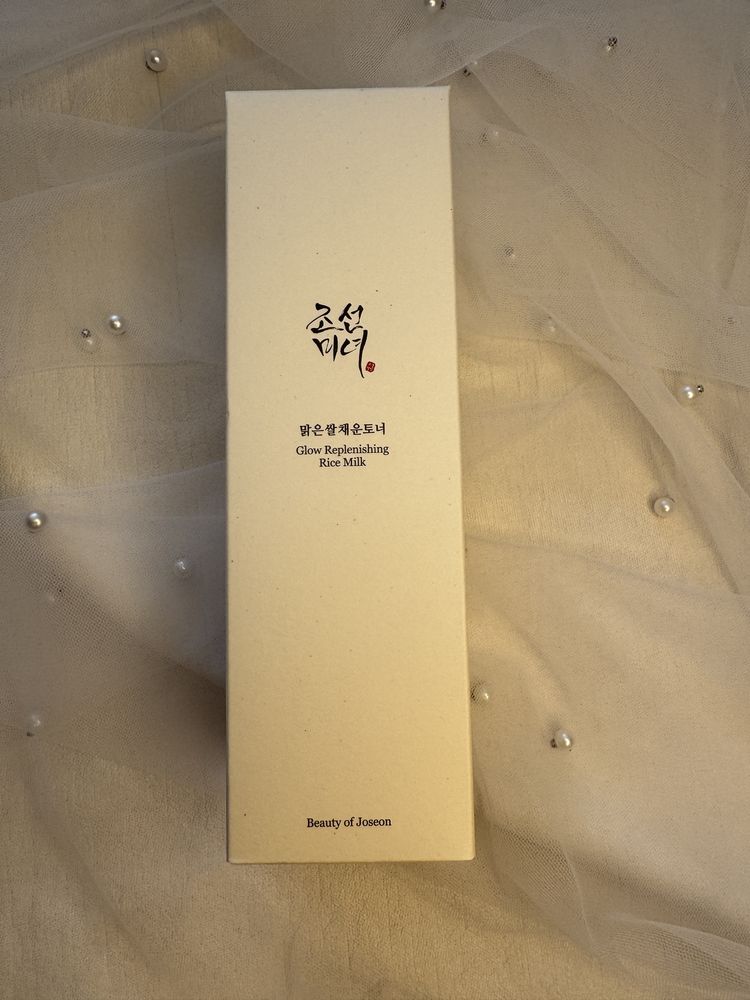 조선
미녀
맑은쌀채운토너
Glow Replenishing
Rice Milk
Beauty of Joseon